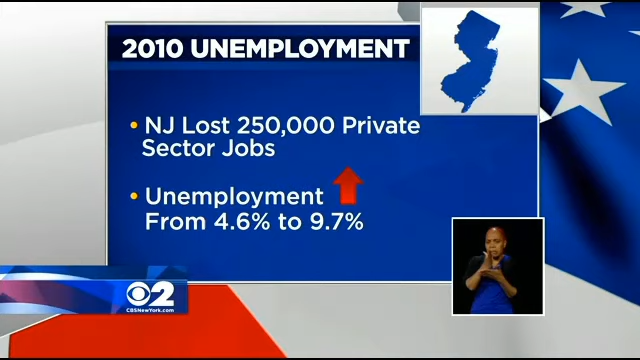 2010 UNEMPLOYMENT
• NJ Lost 250,000 Private
Sector Jobs
• Unemployment
From 4.6% to 9.7%
2
CBSNewYork.com